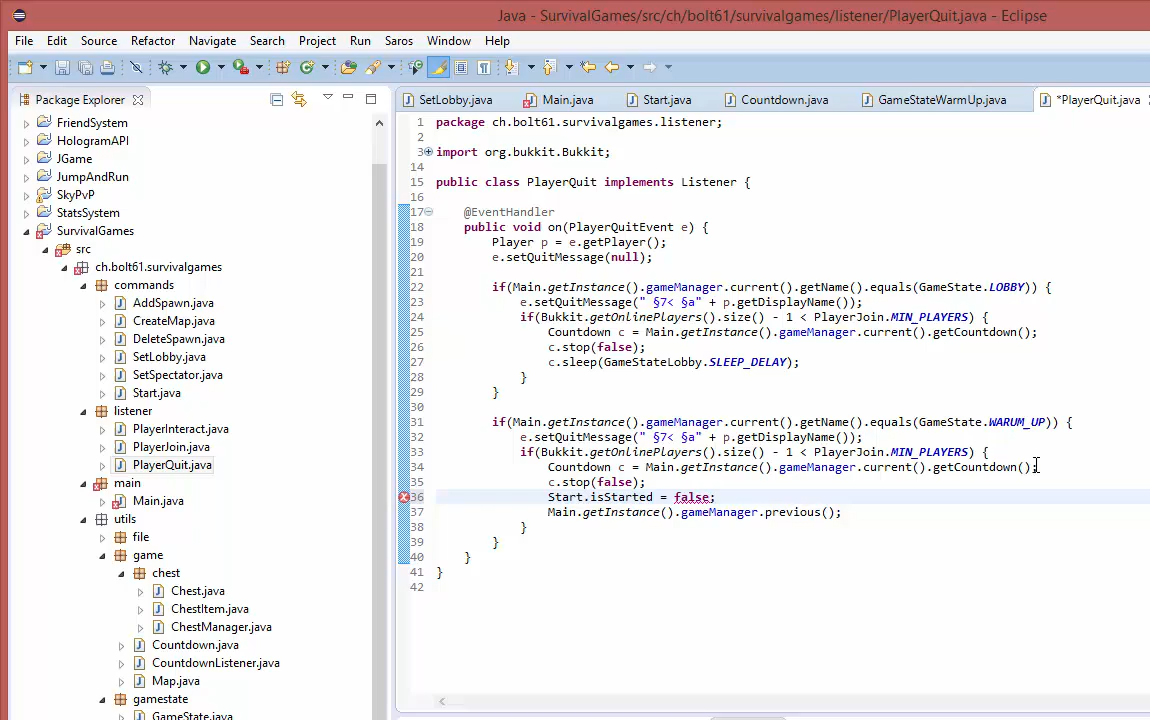 Java - SurvivalGames/src/ch/bolt61/survivalgames/listener/PlayerQuit.java - Eclipse
File Edit Source Refactor Navigate Search Project Run Saros Window Help
Package Explorer
SetLobby.java Main.java Start.java Countdown.java GameStateWarmUp.java *PlayerQuit.java
FriendSystem
HologramAPI
JGame
JumpAndRun
SkyPvP
StatsSystem
SurvivalGames
src
ch.bolt61.survivalgames
commands
AddSpawn.java
CreateMap.java
DeleteSpawn.java
SetLobby.java
SetSpectator.java
Start.java
listener
PlayerInteract.java
PlayerJoin.java
PlayerQuit.java
main
Main.java
utils
file
game
chest
Chest.java
ChestItem.java
ChestManager.java
Countdown.java
CountdownListener.java
Map.java
gamestate
GameState.java
1 package ch.bolt61.survivalgames.listener;
2
3 import org.bukkit.Bukkit;
14
15 public class PlayerQuit implements Listener {
16
17 @EventHandler
18 public void on(PlayerQuitEvent e) {
19 Player p = e.getPlayer();
20 e.setQuitMessage(null);
21
22 if(Main.getInstance().gameManager.current().getName().equals(GameState.LOBBY)) {
23 e.setQuitMessage(" §7< §a" + p.getDisplayName());
24 if(Bukkit.getOnlinePlayers().size() - 1 < PlayerJoin.MIN_PLAYERS) {
25 Countdown c = Main.getInstance().gameManager.current().getCountdown();
26 c.stop(false);
27 c.sleep(GameStateLobby.SLEEP_DELAY);
28 }
29 }
30
31 if(Main.getInstance().gameManager.current().getName().equals(GameState.WARUM_UP)) {
32 e.setQuitMessage(" §7< §a" + p.getDisplayName());
33 if(Bukkit.getOnlinePlayers().size() - 1 < PlayerJoin.MIN_PLAYERS) {
34 Countdown c = Main.getInstance().gameManager.current().getCountdown();
35 c.stop(false);
36 Start.isStarted = false;
37 Main.getInstance().gameManager.previous();
38 }
39 }
40 }
41 }
42